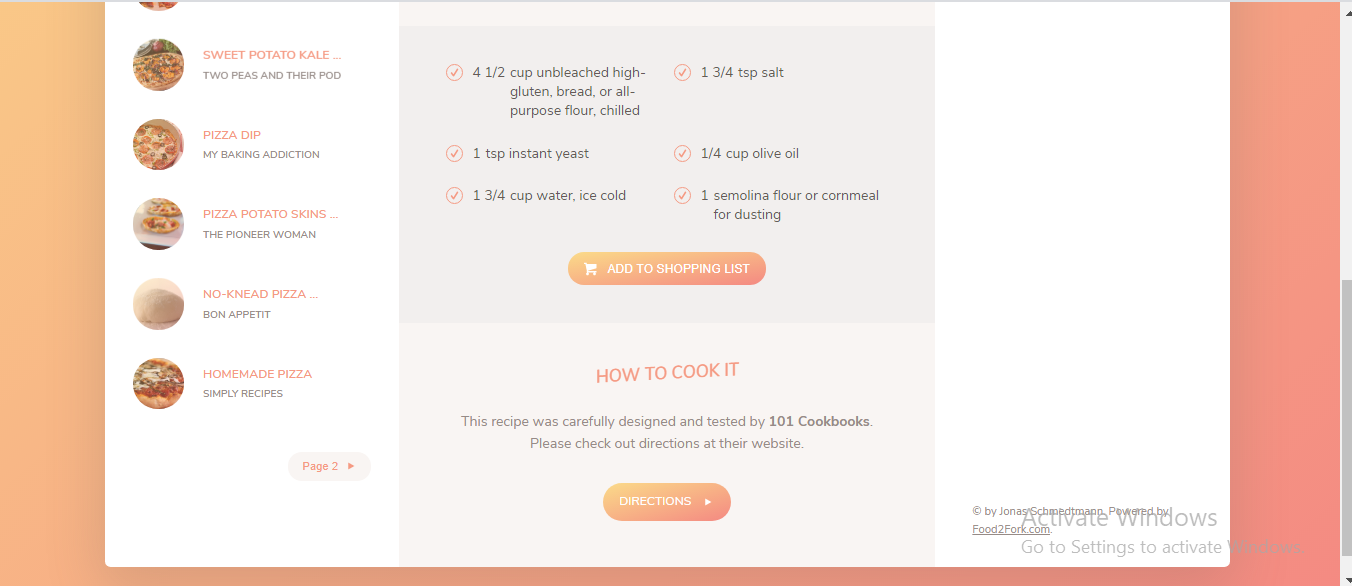 SWEET POTATO KALE ...
TWO PEAS AND THEIR POD
PIZZA DIP
MY BAKING ADDICTION
PIZZA POTATO SKINS ...
THE PIONEER WOMAN
NO-KNEAD PIZZA ...
BON APPETIT
HOMEMADE PIZZA
SIMPLY RECIPES
Page 2
4 1/2 cup unbleached high-
gluten, bread, or all-
purpose flour, chilled
1 3/4 tsp salt
1 tsp instant yeast
1/4 cup olive oil
1 3/4 cup water, ice cold
1 semolina flour or cornmeal
for dusting
ADD TO SHOPPING LIST
HOW TO COOK IT
This recipe was carefully designed and tested by 101 Cookbooks.
Please check out directions at their website.
DIRECTIONS
© by Jonas Schmedtmann. Powered by
Food2Fork.com.
Activate Windows
Go to Settings to activate Windows.